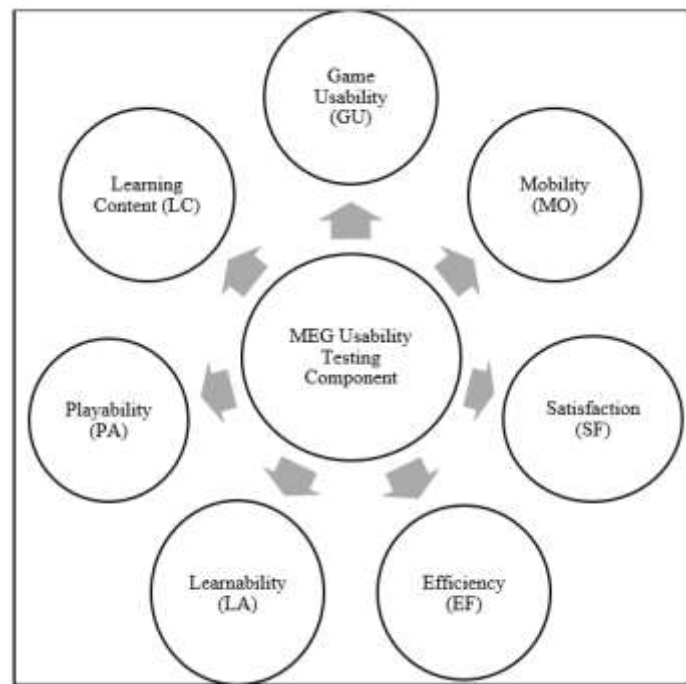 Game
Usability
(GU)
Mobility
(MO)
Satisfaction
(SF)
Efficiency
(EF)
Learnability
(LA)
Playability
(PA)
Learning
Content (LC)
MEG Usability
Testing
Component